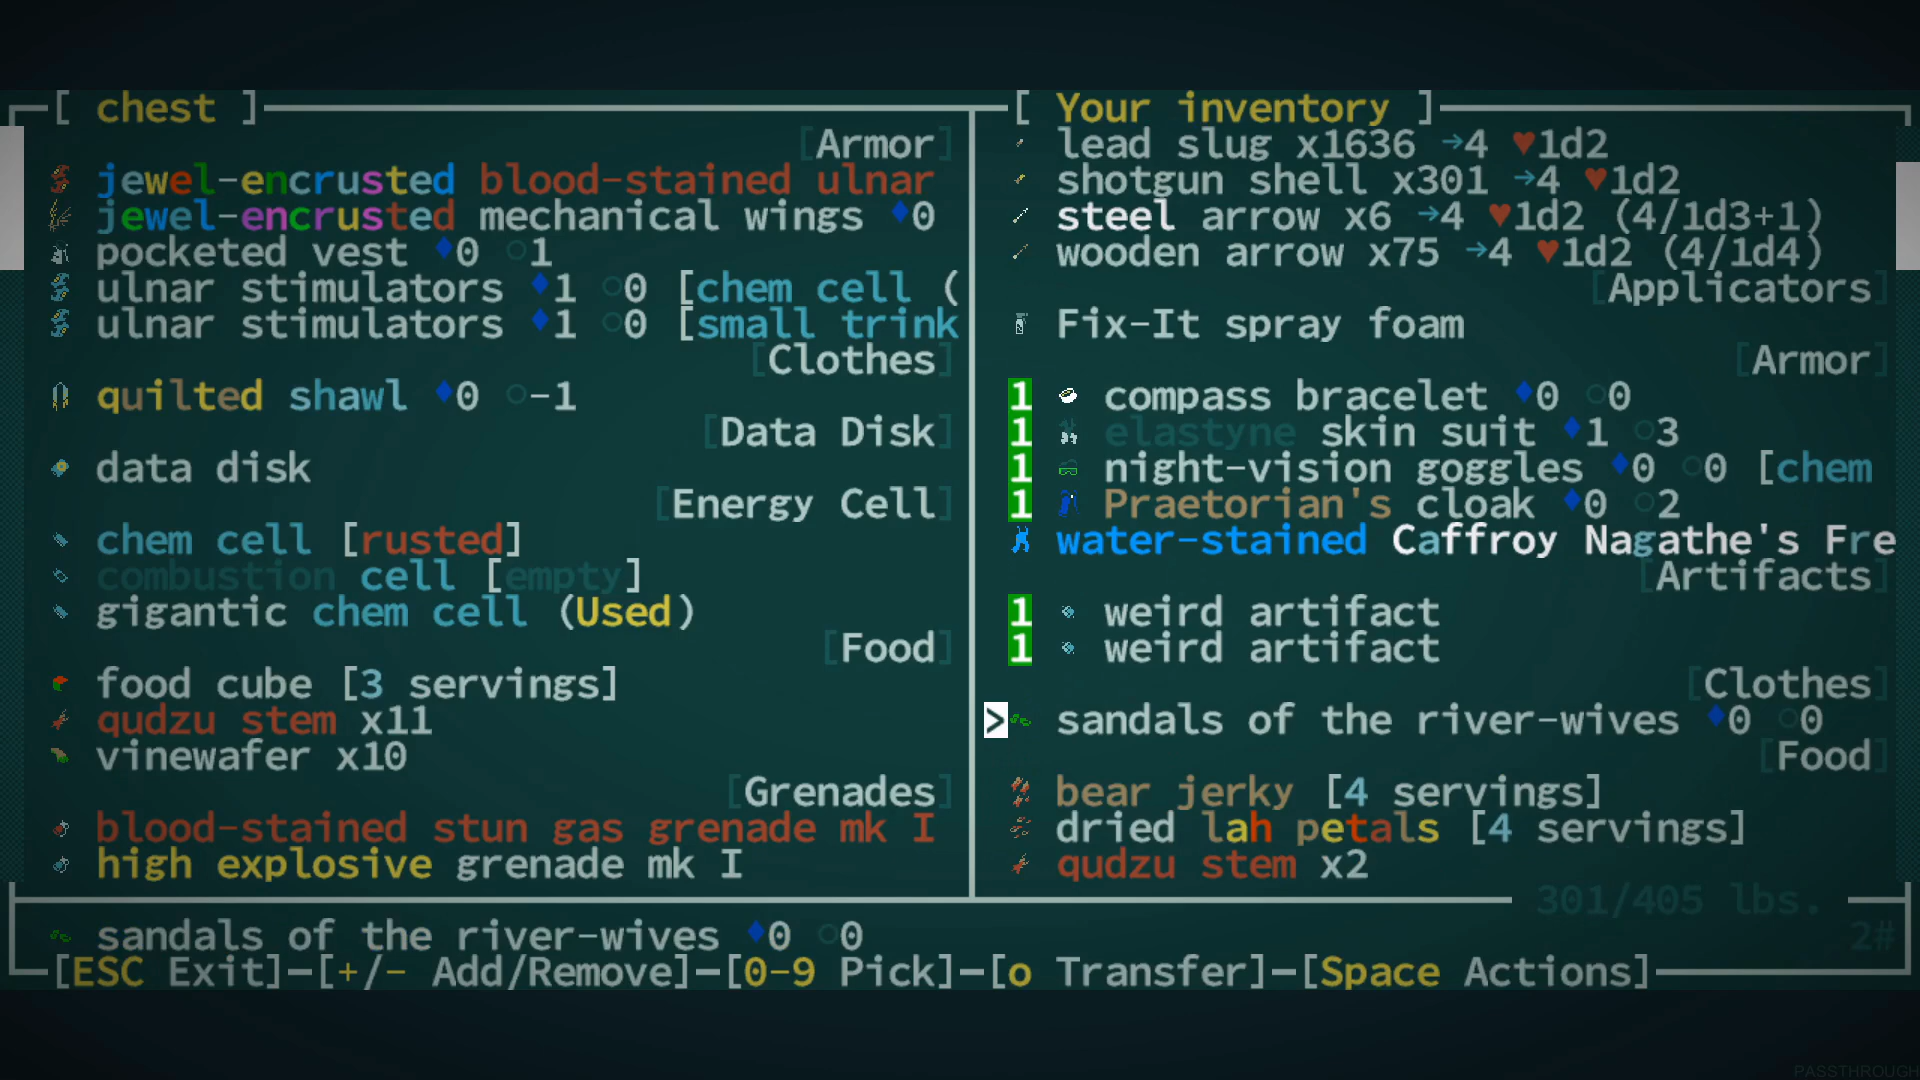 [ chest ]
[Armor]
jewel-encrusted blood-stained ulnar
jewel-encrusted mechanical wings ♦0
pocketed vest ♦0 ○1
ulnar stimulators ♦1 ○0 [chem cell (
ulnar stimulators ♦1 ○0 [small trink
[Clothes]
quilted shawl ♦0 ○-1
[Data Disk]
data disk
[Energy Cell]
chem cell [rusted]
combustion cell [empty]
gigantic chem cell (Used)
[Food]
food cube [3 servings]
qudzu stem x11
vinewafer x10
[Grenades]
blood-stained stun gas grenade mk I
high explosive grenade mk I
[ Your inventory ]
lead slug x1636 →4 ♥1d2
shotgun shell x301 →4 ♥1d2
steel arrow x6 →4 ♥1d2 (4/1d3+1)
wooden arrow x75 →4 ♥1d2 (4/1d4)
[Applicators]
Fix-It spray foam
[Armor]
1 compass bracelet ♦0 ○0
1 elastyne skin suit ♦1 ○3
1 night-vision goggles ♦0 ○0 [chem
1 Praetorian's cloak ♦0 ○2
water-stained Caffroy Nagathe's Fre
[Artifacts]
1 weird artifact
1 weird artifact
[Clothes]
> sandals of the river-wives ♦0 ○0
[Food]
bear jerky [4 servings]
dried lah petals [4 servings]
qudzu stem x2
301/405 lbs.
sandals of the river-wives ♦0 ○0
2#
[ESC Exit]-[+/- Add/Remove]-[0-9 Pick]-[o Transfer]-[Space Actions]
PASSTHROUGH